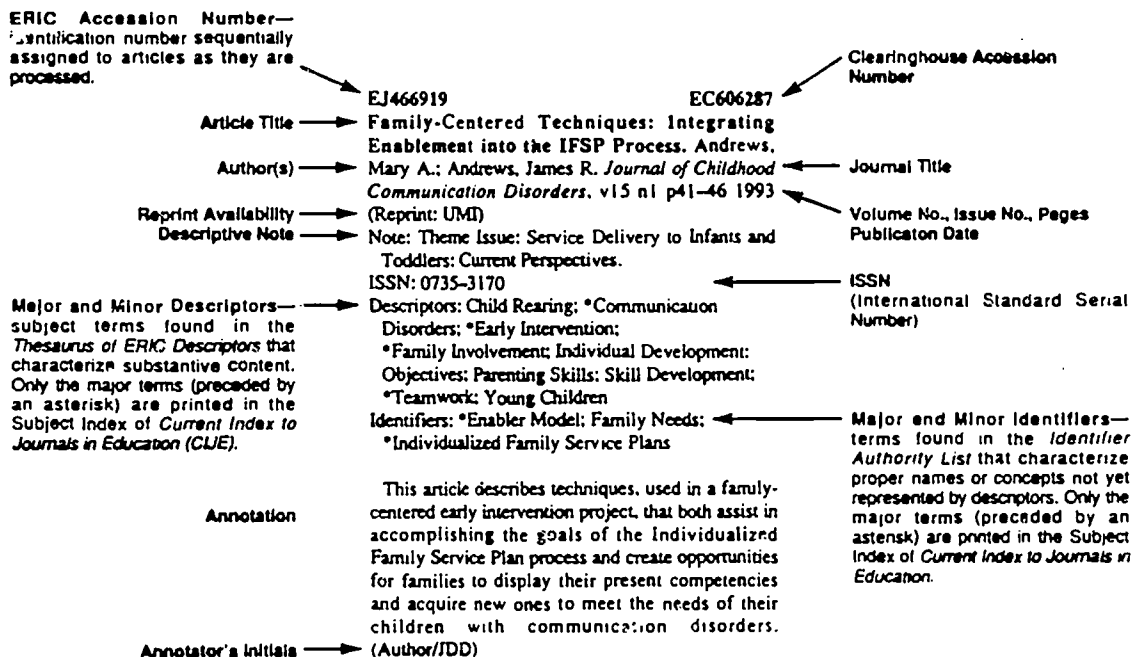 ERIC Accession Number—
identification number sequentially
assigned to articles as they are
processed.
Clearinghouse Accession
Number
EJ466919 EC606287
Article Title
Family-Centered Techniques: Integrating
Enablement into the IFSP Process. Andrews,
Author(s)
Mary A.; Andrews, James R. Journal of Childhood
Journal Title
Communication Disorders, v15 n1 p41–46 1993
Reprint Availability
(Reprint: UMI)
Volume No., Issue No., Pages
Publicaton Date
Descriptive Note
Note: Theme Issue: Service Delivery to Infants and
Toddlers: Current Perspectives.
ISSN: 0735–3170
ISSN
(International Standard Serial
Number)
Major and Minor Descriptors—
subject terms found in the
Thesaurus of ERIC Descriptors that
characterize substantive content.
Only the major terms (preceded by
an asterisk) are printed in the
Subject Index of Current Index to
Journals in Education (CIJE).
Descriptors: Child Rearing; *Communication
Disorders; *Early Intervention;
*Family Involvement; Individual Development;
Objectives; Parenting Skills; Skill Development;
*Teamwork; Young Children
Identifiers: *Enabler Model; Family Needs;
*Individualized Family Service Plans
Major and Minor Identifiers—
terms found in the Identifier
Authority List that characterize
proper names or concepts not yet
represented by descriptors. Only the
major terms (preceded by an
asterisk) are printed in the Subject
Index of Current Index to Journals in
Education.
Annotation
This article describes techniques, used in a family-
centered early intervention project, that both assist in
accomplishing the goals of the Individualized
Family Service Plan process and create opportunities
for families to display their present competencies
and acquire new ones to meet the needs of their
children with communication disorders.
Annotator's Initials
(Author/JDD)